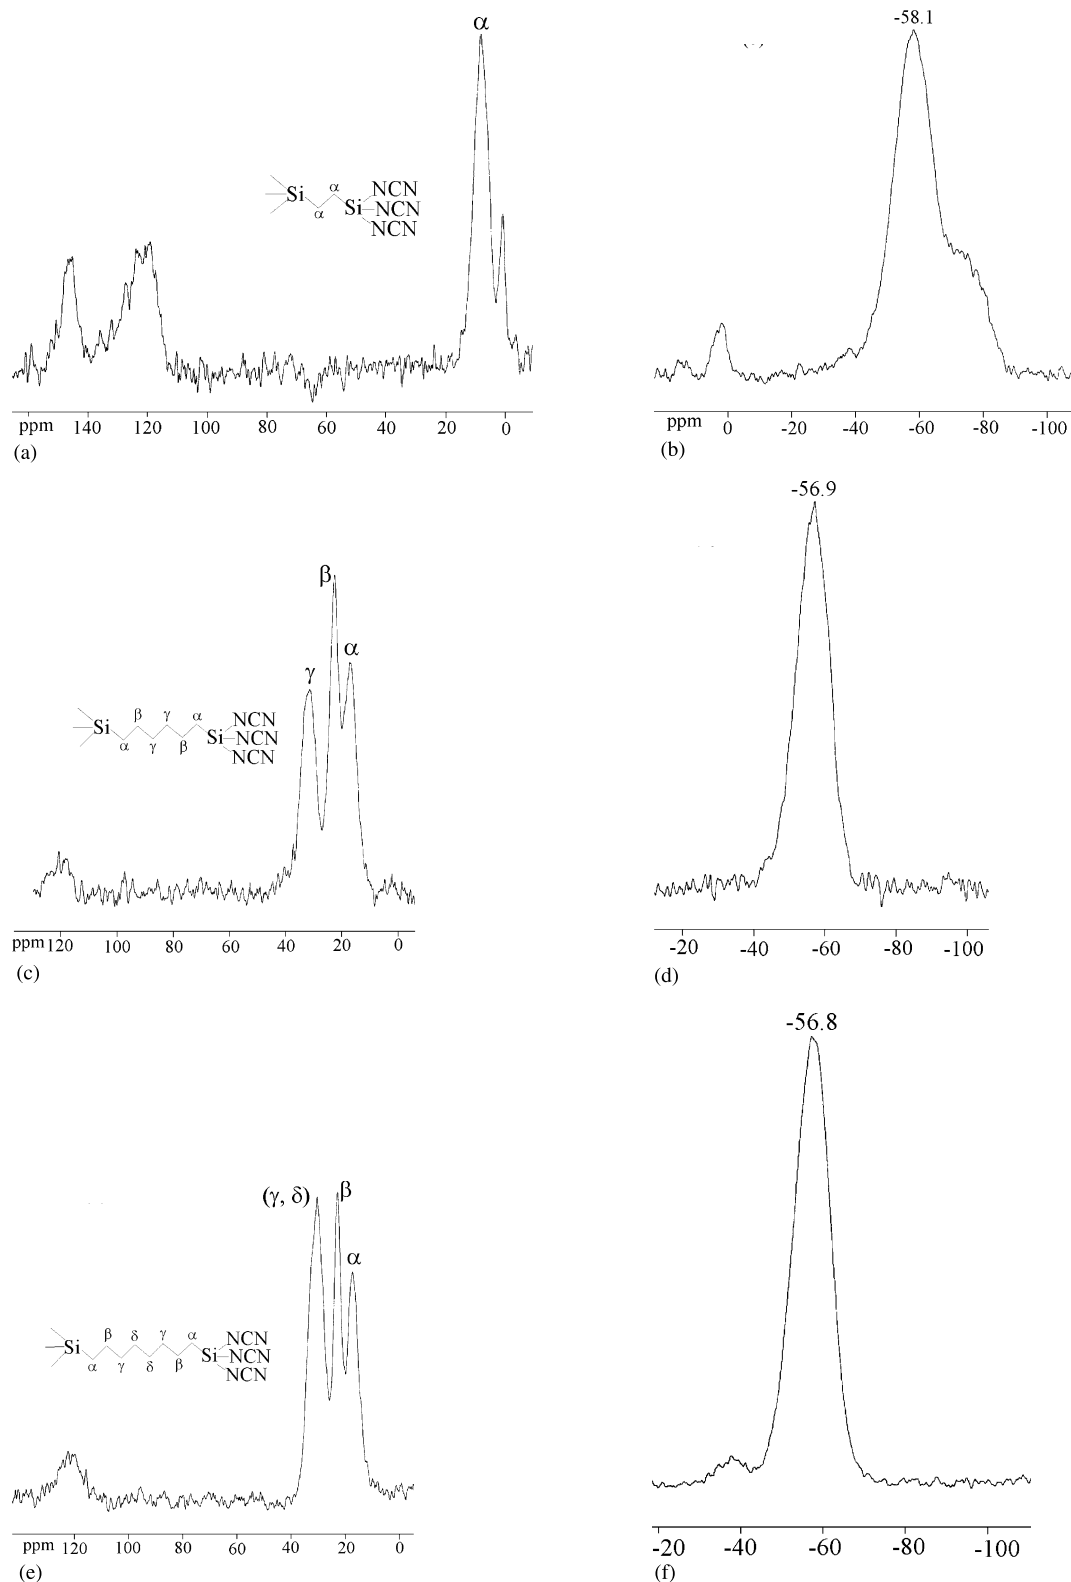 α
Si
α
α
Si
NCN
NCN
NCN
ppm 140 120 100 80 60 40 20 0
(a)
-58.1
ppm 0 -20 -40 -60 -80 -100
(b)
β
γ
α
Si
β γ α
α γ β
Si
NCN
NCN
NCN
ppm 120 100 80 60 40 20 0
(c)
-56.9
-20 -40 -60 -80 -100
(d)
(γ, δ)
β
α
Si
β δ γ α
α γ δ β
Si
NCN
NCN
NCN
ppm 120 100 80 60 40 20 0
(e)
-56.8
-20 -40 -60 -80 -100
(f)